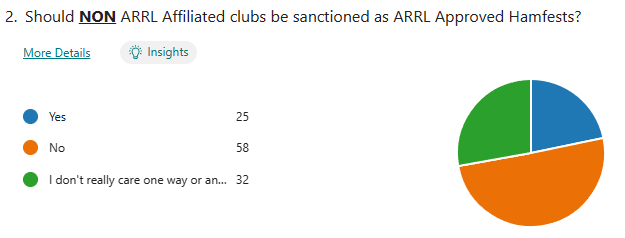 2. Should NON ARRL Affiliated clubs be sanctioned as ARRL Approved Hamfests?
More Details
Insights
Yes 25
No 58
I don't really care one way or an... 32